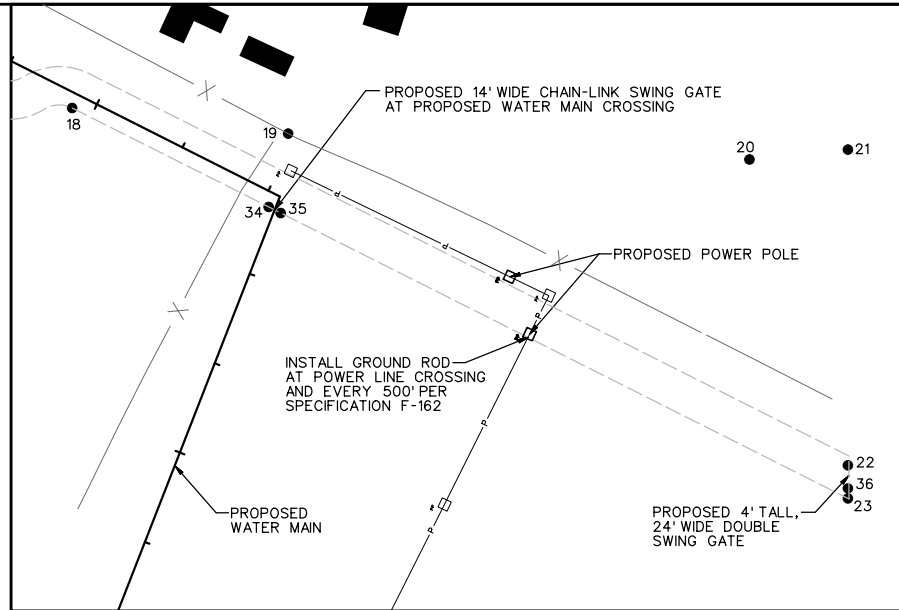 PROPOSED 14' WIDE CHAIN-LINK SWING GATE
AT PROPOSED WATER MAIN CROSSING
18
19
20
21
34
35
P
P
PROPOSED POWER POLE
P
INSTALL GROUND ROD
AT POWER LINE CROSSING
AND EVERY 500' PER
SPECIFICATION F-162
P
22
36
23
PROPOSED 4' TALL,
24' WIDE DOUBLE
SWING GATE
PROPOSED
WATER MAIN
P